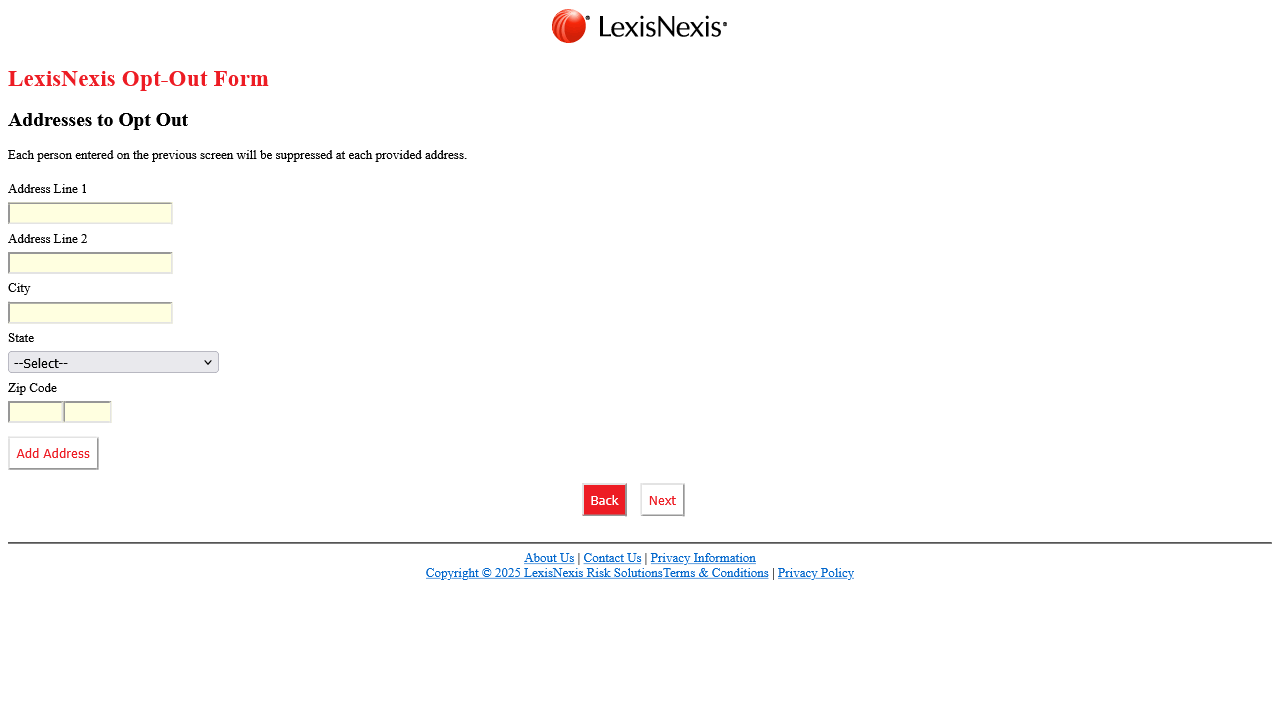 LexisNexis
LexisNexis Opt-Out Form
Addresses to Opt Out
Each person entered on the previous screen will be suppressed at each provided address.
Address Line 1
Address Line 2
City
State
--Select--
Zip Code
Add Address
Back Next
About Us | Contact Us | Privacy Information
Copyright © 2025 LexisNexis Risk SolutionsTerms & Conditions | Privacy Policy